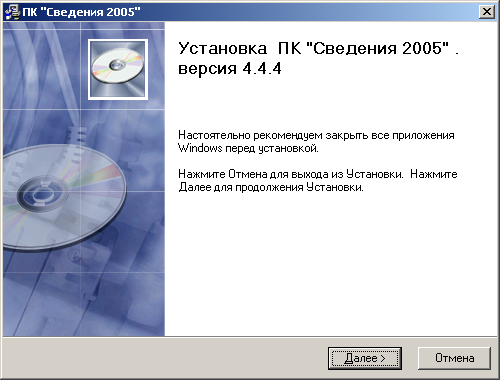 ПК "Сведения 2005"
Установка ПК "Сведения 2005" .
версия 4.4.4
Настоятельно рекомендуем закрыть все приложения
Windows перед установкой.
Нажмите Отмена для выхода из Установки. Нажмите
Далее для продолжения Установки.
Далее >
Отмена